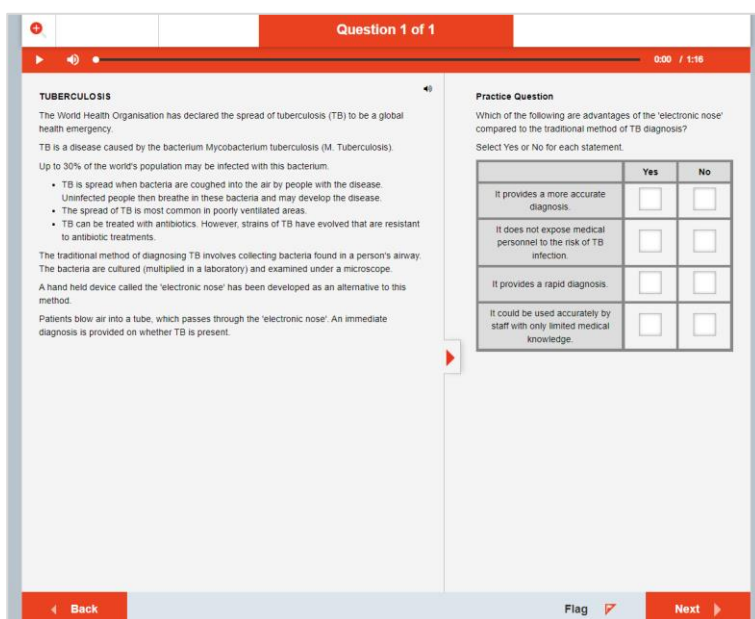 Question 1 of 1
0:00 / 1:16
TUBERCULOSIS
The World Health Organisation has declared the spread of tuberculosis (TB) to be a global
health emergency.
TB is a disease caused by the bacterium Mycobacterium tuberculosis (M. Tuberculosis).
Up to 30% of the world's population may be infected with this bacterium.
• TB is spread when bacteria are coughed into the air by people with the disease.
Uninfected people then breathe in these bacteria and may develop the disease.
• The spread of TB is most common in poorly ventilated areas.
• TB can be treated with antibiotics. However, strains of TB have evolved that are resistant
to antibiotic treatments.
The traditional method of diagnosing TB involves collecting bacteria found in a person's airway.
The bacteria are cultured (multiplied in a laboratory) and examined under a microscope.
A hand held device called the 'electronic nose' has been developed as an alternative to this
method.
Patients blow air into a tube, which passes through the 'electronic nose'. An immediate
diagnosis is provided on whether TB is present.
Practice Question
Which of the following are advantages of the 'electronic nose'
compared to the traditional method of TB diagnosis?
Select Yes or No for each statement.
Yes No
It provides a more accurate
diagnosis.
It does not expose medical
personnel to the risk of TB
infection.
It provides a rapid diagnosis.
It could be used accurately by
staff with only limited medical
knowledge.
Back
Flag
Next